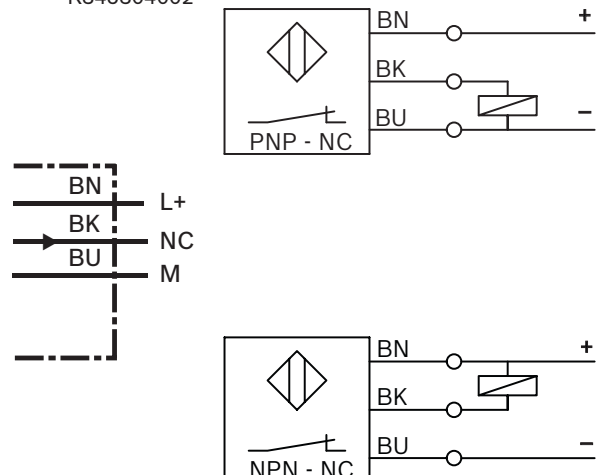 BN +
BK
BU −
PNP - NC
BN L+
BK NC
BU M
BN +
BK
BU −
NPN - NC